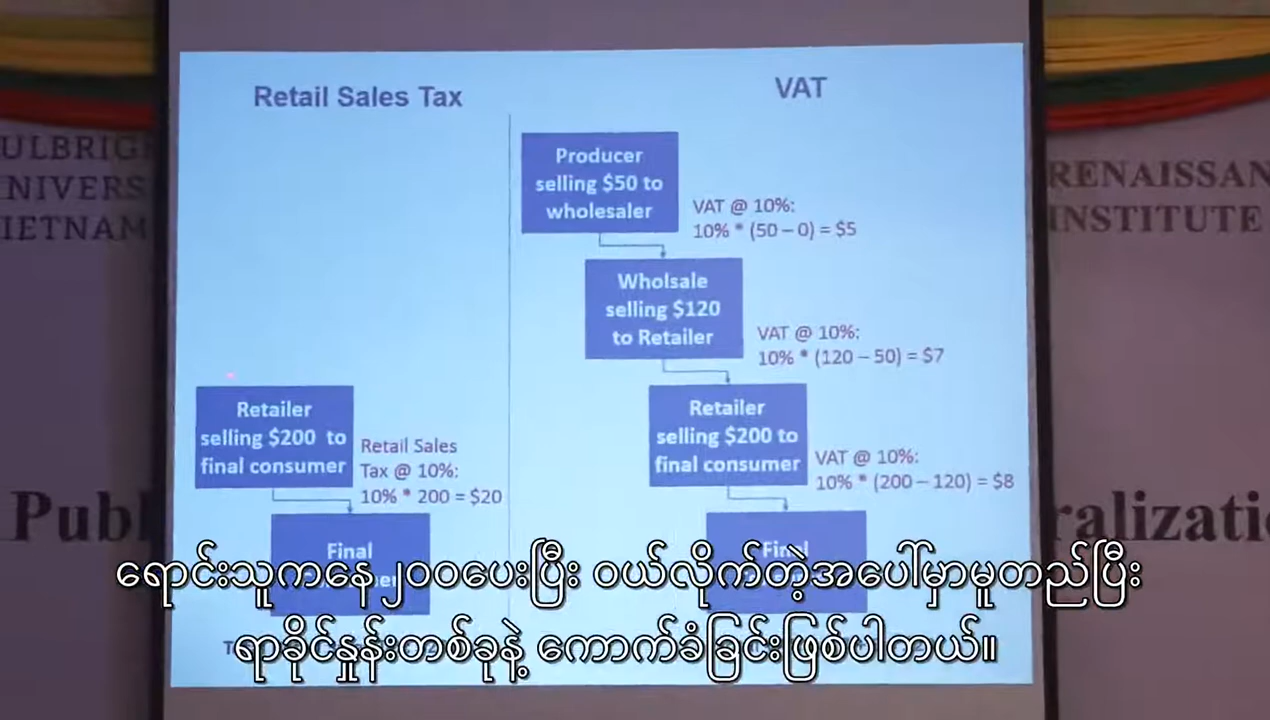 Retail Sales Tax
VAT
Producer
selling $50 to
wholesaler
VAT @ 10%:
10% * (50 – 0) = $5
Wholsale
selling $120
to Retailer
VAT @ 10%:
10% * (120 – 50) = $7
Retailer
selling $200 to
final consumer
Retail Sales
Tax @ 10%:
10% * 200 = $20
Retailer
selling $200 to
final consumer
VAT @ 10%:
10% * (200 – 120) = $8
Final
Final
ULBRIG
NIVERS
IETNAM
RENAISSAN
INSTITUTE
Publ
ralizati
ရောင်းသူကနေ ၂၀၀ပေးပြီး ဝယ်လိုက်တဲ့အပေါ်မှာမူတည်ပြီး
ရာခိုင်နှုန်းတစ်ခုနဲ့ ကောက်ခံခြင်းဖြစ်ပါတယ်။